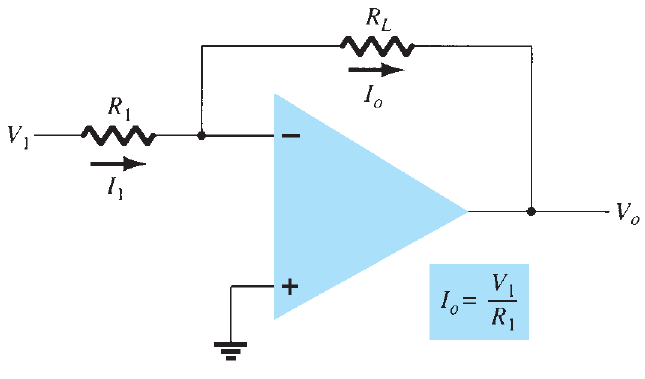 R_L
I_o
R_1
V_1
I_1
−
+
V_o
I_o = V_1 / R_1